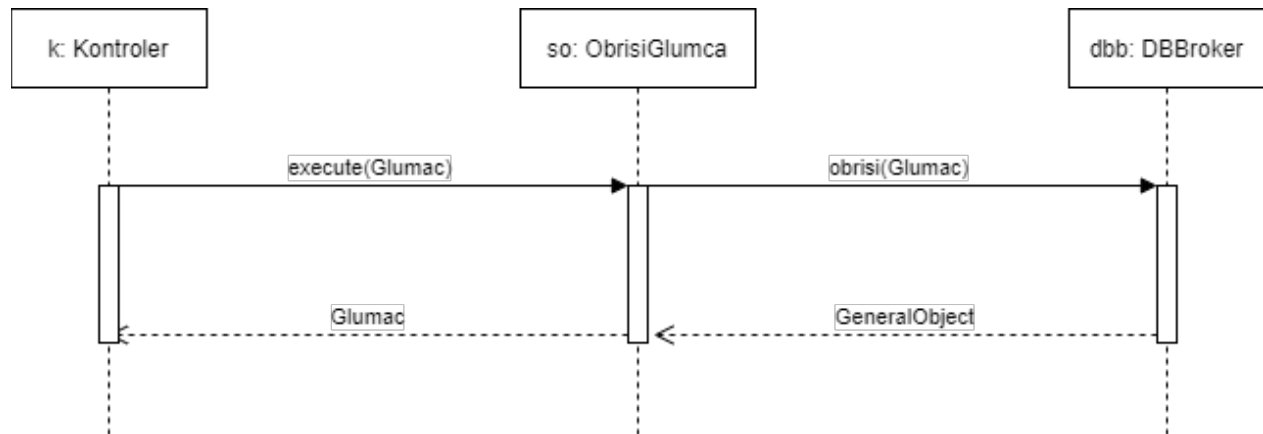 k: Kontroler
so: ObrisiGlumca
dbb: DBBroker
execute(Glumac)
obrisi(Glumac)
Glumac
GeneralObject